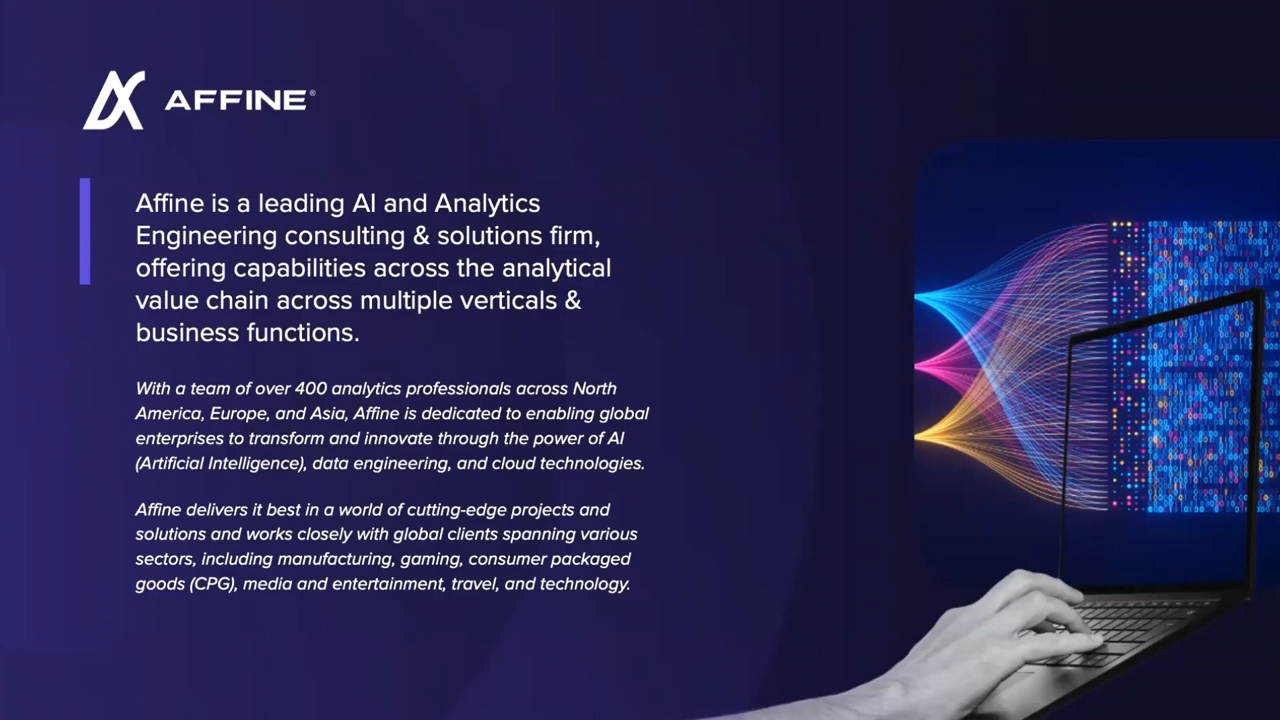 AFFINE®
Affine is a leading AI and Analytics
Engineering consulting & solutions firm,
offering capabilities across the analytical
value chain across multiple verticals &
business functions.
With a team of over 400 analytics professionals across North
America, Europe, and Asia, Affine is dedicated to enabling global
enterprises to transform and innovate through the power of AI
(Artificial Intelligence), data engineering, and cloud technologies.
Affine delivers it best in a world of cutting-edge projects and
solutions and works closely with global clients spanning various
sectors, including manufacturing, gaming, consumer packaged
goods (CPG), media and entertainment, travel, and technology.